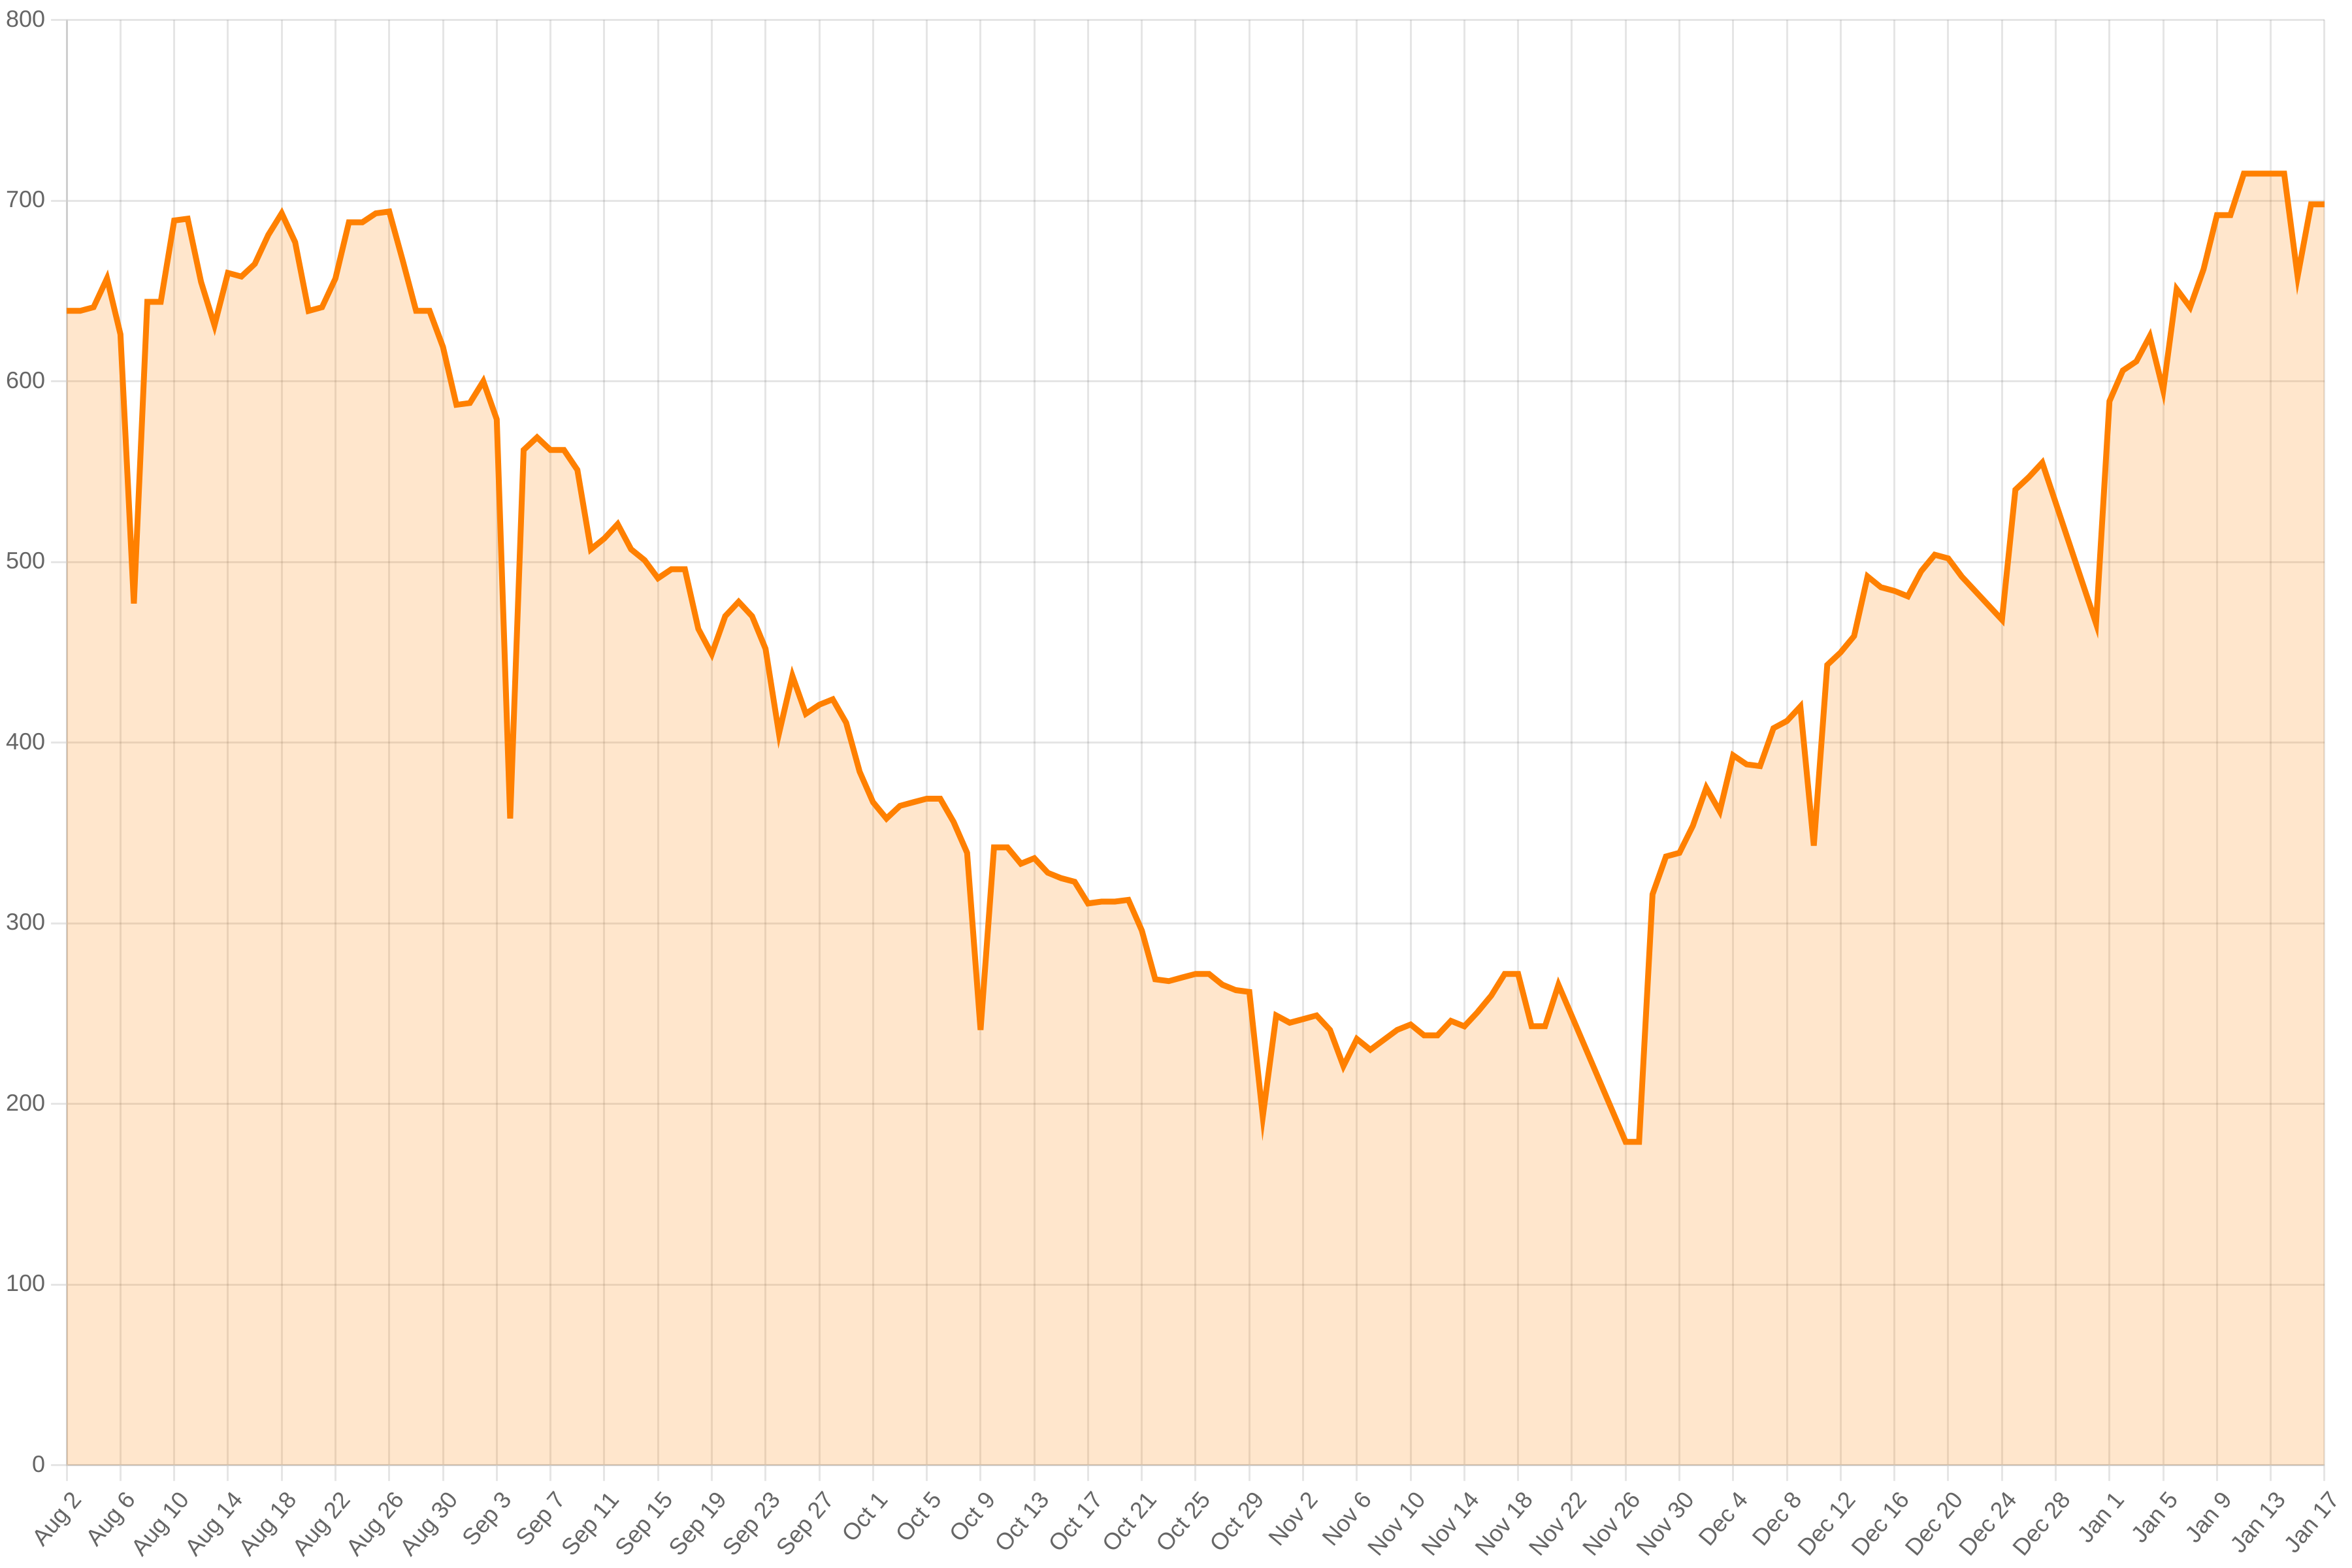 800
700
600
500
400
300
200
100
0
Aug 2
Aug 6
Aug 10
Aug 14
Aug 18
Aug 22
Aug 26
Aug 30
Sep 3
Sep 7
Sep 11
Sep 15
Sep 19
Sep 23
Sep 27
Oct 1
Oct 5
Oct 9
Oct 13
Oct 17
Oct 21
Oct 25
Oct 29
Nov 2
Nov 6
Nov 10
Nov 14
Nov 18
Nov 22
Nov 26
Nov 30
Dec 4
Dec 8
Dec 12
Dec 16
Dec 20
Dec 24
Dec 28
Jan 1
Jan 5
Jan 9
Jan 13
Jan 17